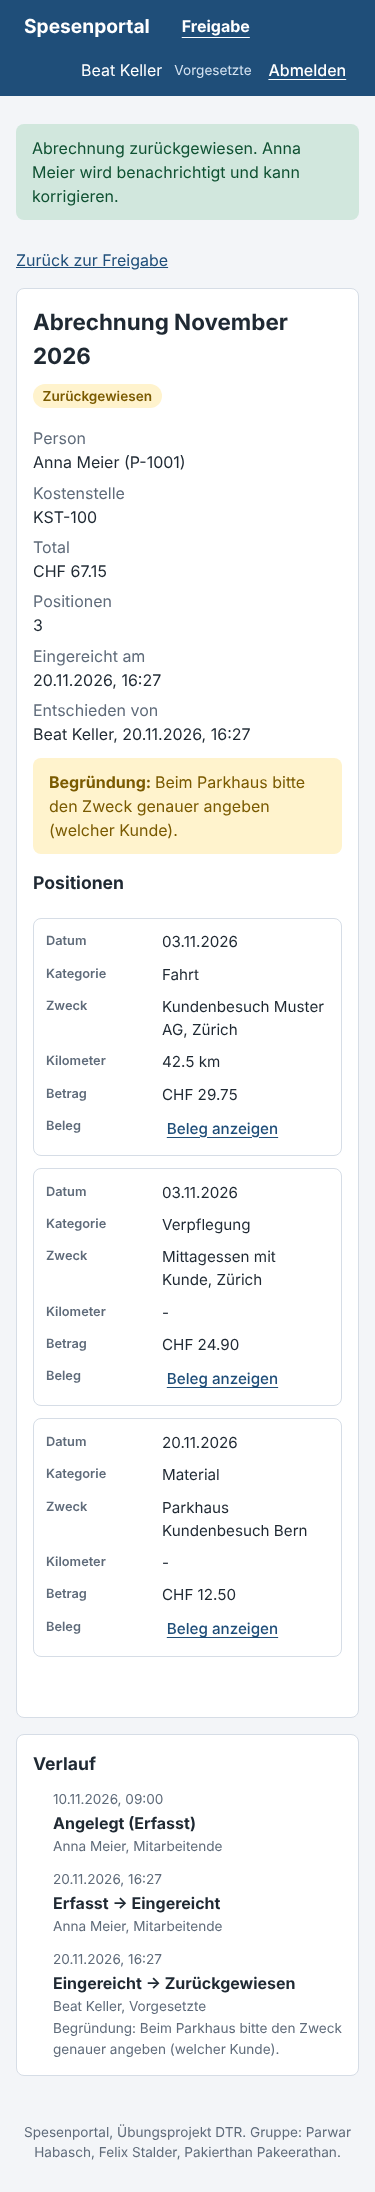 Spesenportal Freigabe
Beat Keller Vorgesetzte Abmelden
Abrechnung zurückgewiesen. Anna
Meier wird benachrichtigt und kann
korrigieren.
Zurück zur Freigabe
Abrechnung November
2026
Zurückgewiesen
Person
Anna Meier (P-1001)
Kostenstelle
KST-100
Total
CHF 67.15
Positionen
3
Eingereicht am
20.11.2026, 16:27
Entschieden von
Beat Keller, 20.11.2026, 16:27
Begründung: Beim Parkhaus bitte
den Zweck genauer angeben
(welcher Kunde).
Positionen
Datum 03.11.2026
Kategorie Fahrt
Zweck Kundenbesuch Muster
AG, Zürich
Kilometer 42.5 km
Betrag CHF 29.75
Beleg Beleg anzeigen
Datum 03.11.2026
Kategorie Verpflegung
Zweck Mittagessen mit
Kunde, Zürich
Kilometer -
Betrag CHF 24.90
Beleg Beleg anzeigen
Datum 20.11.2026
Kategorie Material
Zweck Parkhaus
Kundenbesuch Bern
Kilometer -
Betrag CHF 12.50
Beleg Beleg anzeigen
Verlauf
10.11.2026, 09:00
Angelegt (Erfasst)
Anna Meier, Mitarbeitende
20.11.2026, 16:27
Erfasst → Eingereicht
Anna Meier, Mitarbeitende
20.11.2026, 16:27
Eingereicht → Zurückgewiesen
Beat Keller, Vorgesetzte
Begründung: Beim Parkhaus bitte den Zweck
genauer angeben (welcher Kunde).
Spesenportal, Übungsprojekt DTR. Gruppe: Parwar
Habasch, Felix Stalder, Pakierthan Pakeerathan.